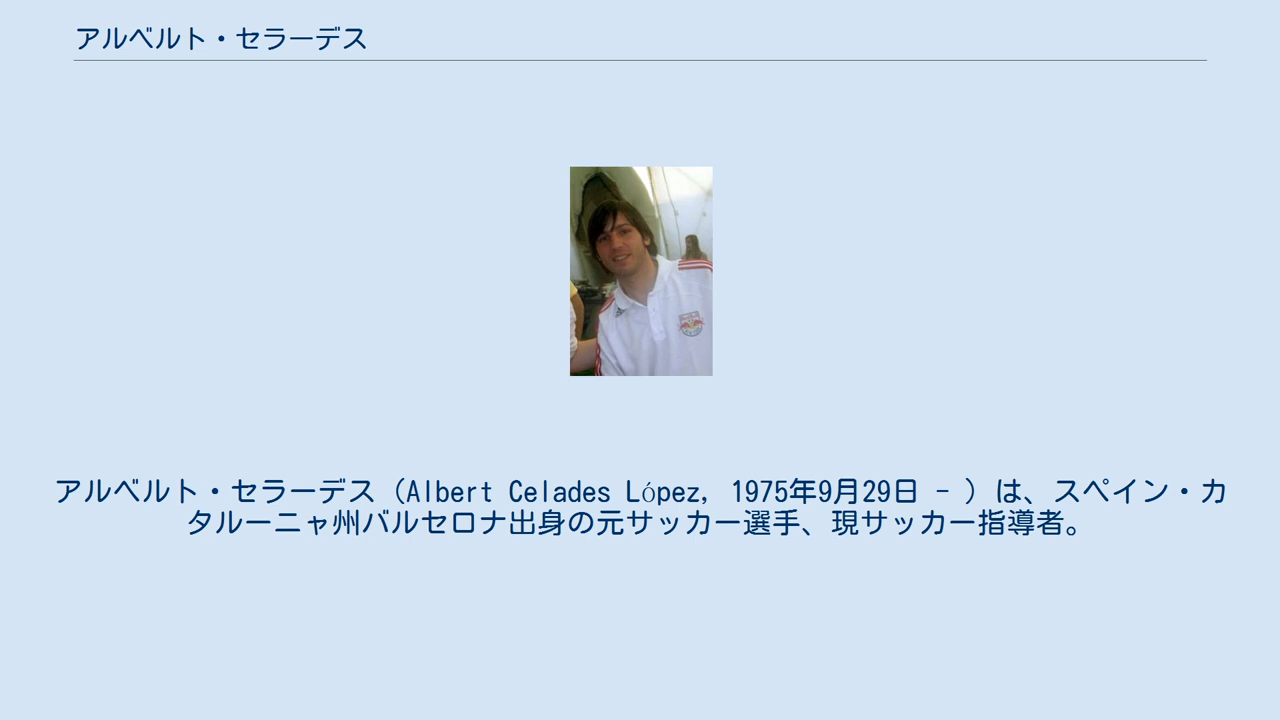 アルベルト・セラーデス
アルベルト・セラーデス（Albert Celades López, 1975年9月29日 - ）は、スペイン・カ
タルーニャ州バルセロナ出身の元サッカー選手、現サッカー指導者。